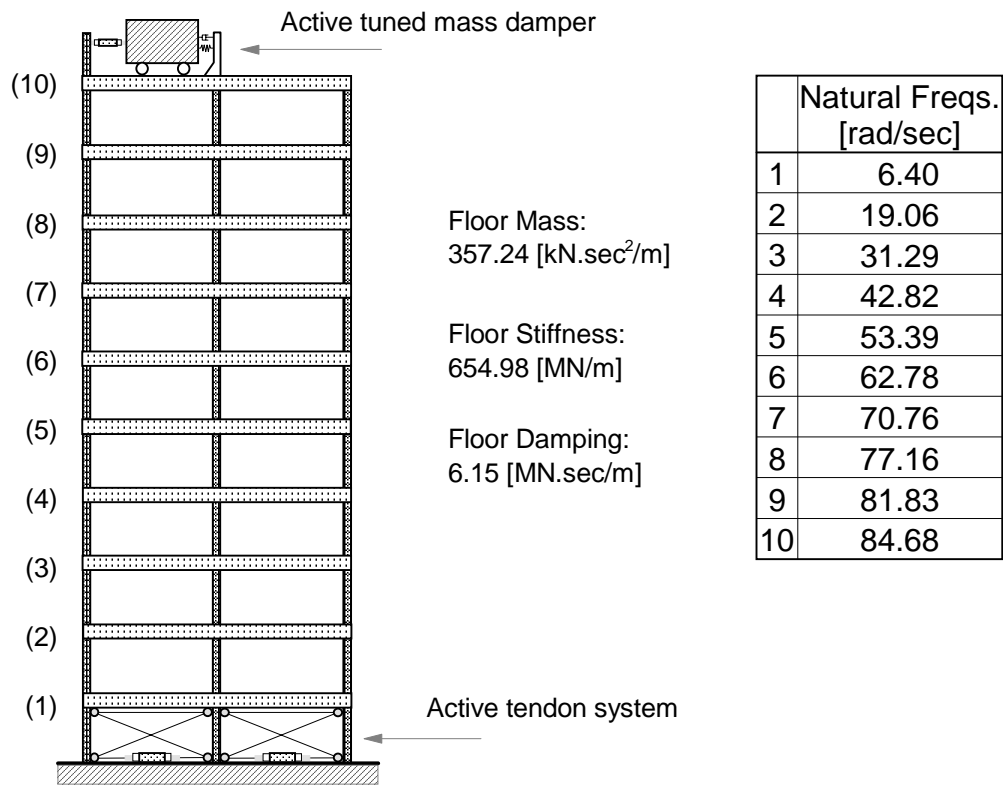 Active tuned mass damper
(10)
(9)
(8)
(7)
(6)
(5)
(4)
(3)
(2)
(1)
Floor Mass:
357.24 [kN.sec²/m]
Floor Stiffness:
654.98 [MN/m]
Floor Damping:
6.15 [MN.sec/m]
Active tendon system
Natural Freqs.
[rad/sec]
1 6.40
2 19.06
3 31.29
4 42.82
5 53.39
6 62.78
7 70.76
8 77.16
9 81.83
10 84.68